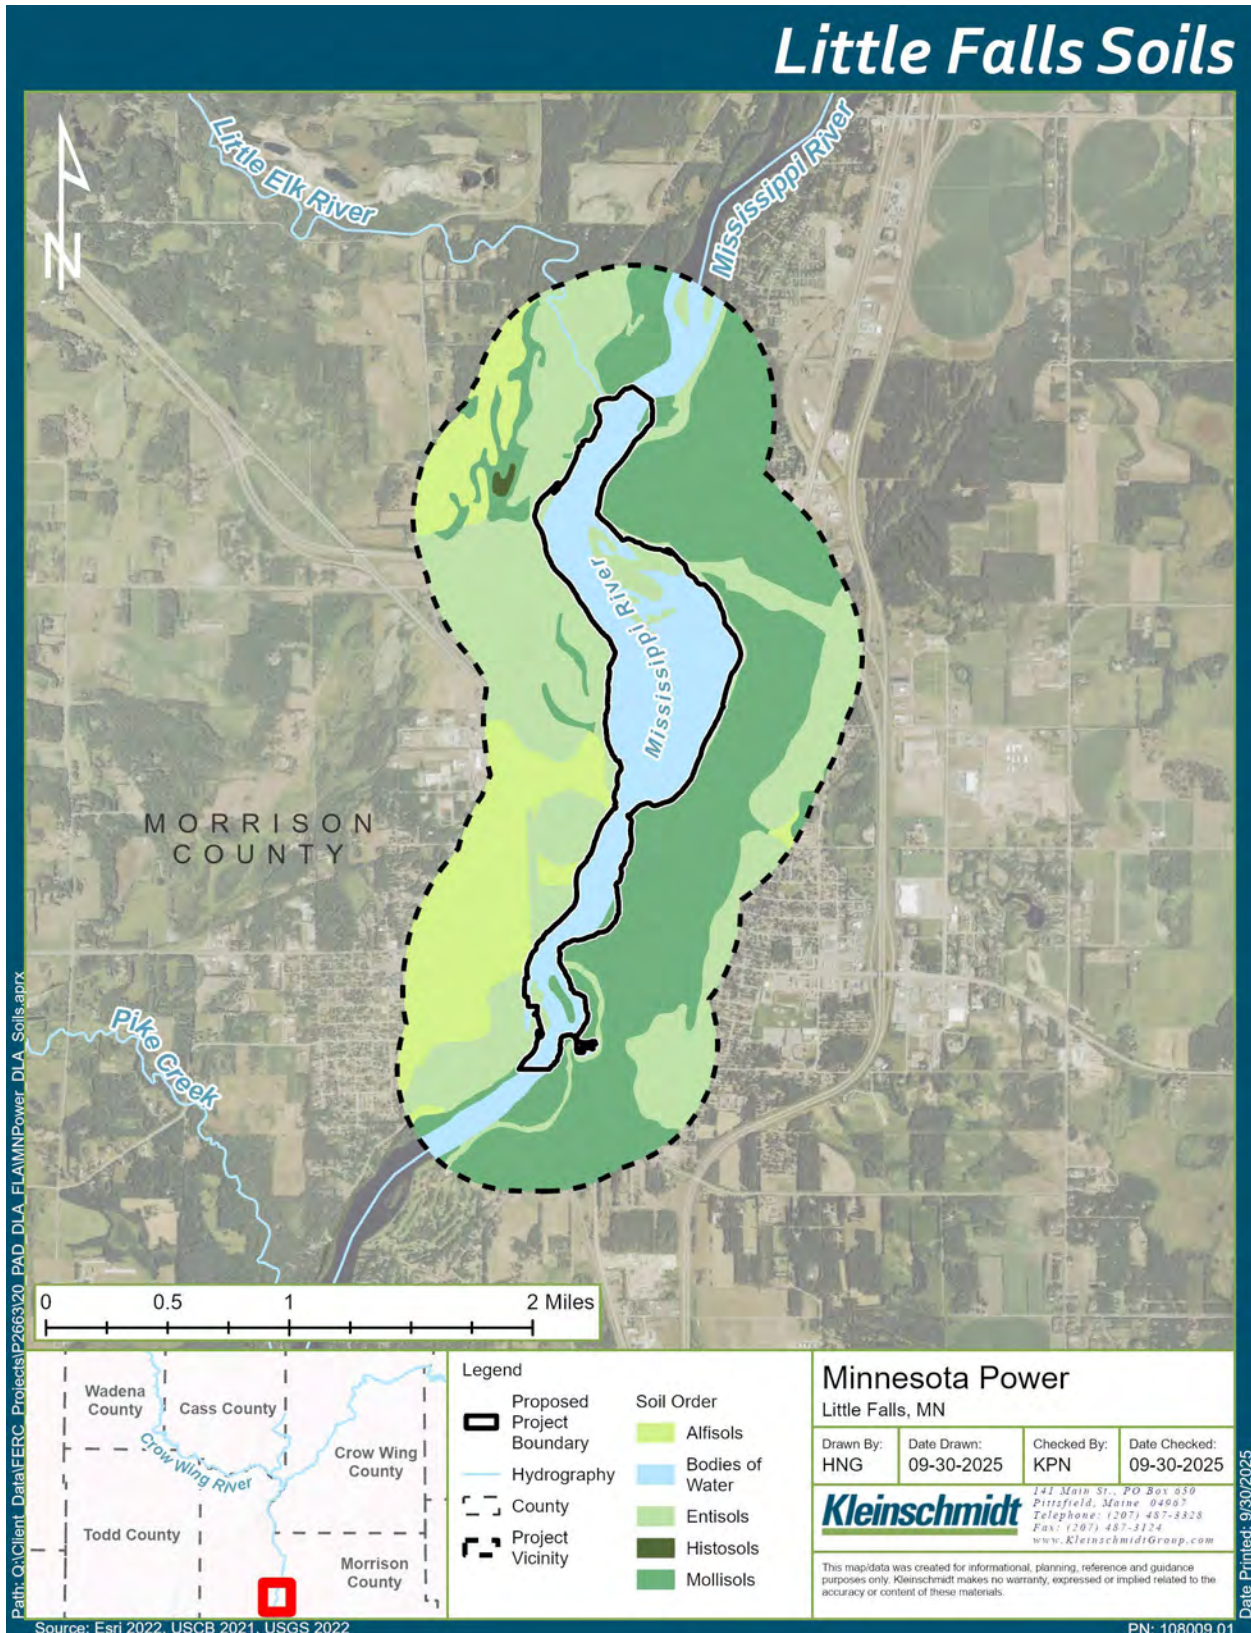 Little Falls Soils
Little Elk River
Mississippi River
N
Mississippi River
MORRISON
COUNTY
Pike Creek
0 0.5 1 2 Miles
Wadena
County
Cass County
Crow Wing River
Crow Wing
County
Todd County
Morrison
County
Legend
Proposed
Project
Boundary
Hydrography
County
Project
Vicinity
Soil Order
Alfisols
Bodies of
Water
Entisols
Histosols
Mollisols
Minnesota Power
Little Falls, MN
Drawn By:
HNG
Date Drawn:
09-30-2025
Checked By:
KPN
Date Checked:
09-30-2025
Kleinschmidt
141 Main St., PO Box 650
Pittsfield, Maine 04967
Telephone: (207) 487-3328
Fax: (207) 487-3124
www.KleinschmidtGroup.com
This map/data was created for informational, planning, reference and guidance
purposes only. Kleinschmidt makes no warranty, expressed or implied related to the
accuracy or content of these materials.
Path: Q:\Client_Data\FERC_Projects\P2663\20_PAD_DLA_FLA\MNPower_DLA_Soils.aprx
Date Printed: 9/30/2025
Source: Esri 2022, USCB 2021, USGS 2022
PN: 108009.01